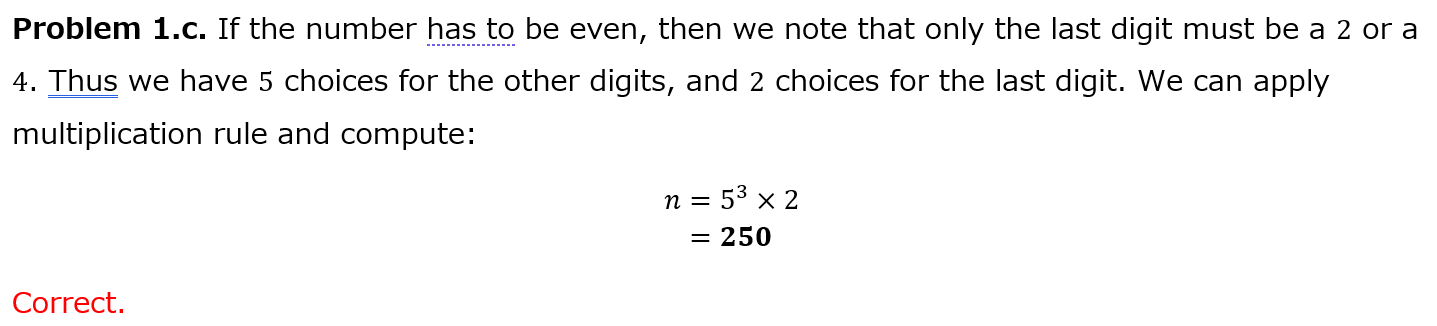 Problem 1.c. If the number has to be even, then we note that only the last digit must be a 2 or a
4. Thus we have 5 choices for the other digits, and 2 choices for the last digit. We can apply
multiplication rule and compute:
n = 5³ × 2
= 250
Correct.